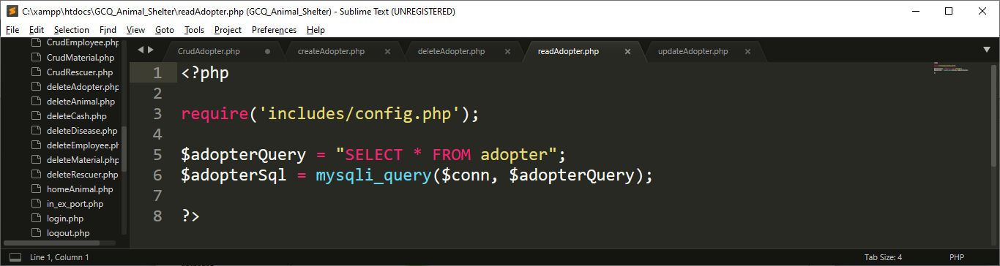 C:\xampp\htdocs\GCQ_Animal_Shelter\readAdopter.php (GCQ_Animal_Shelter) - Sublime Text (UNREGISTERED)
File Edit Selection Find View Goto Tools Project Preferences Help
CrudEmployee.php
CrudMaterial.php
CrudRescuer.php
deleteAdopter.php
deleteAnimal.php
deleteCash.php
deleteDisease.php
deleteEmployee.php
deleteMaterial.php
deleteRescuer.php
homeAnimal.php
in_ex_port.php
login.php
logout.php
CrudAdopter.php createAdopter.php deleteAdopter.php readAdopter.php updateAdopter.php
1 <?php
2
3 require('includes/config.php');
4
5 $adopterQuery = "SELECT * FROM adopter";
6 $adopterSql = mysqli_query($conn, $adopterQuery);
7
8 ?>
Line 1, Column 1 Tab Size: 4 PHP